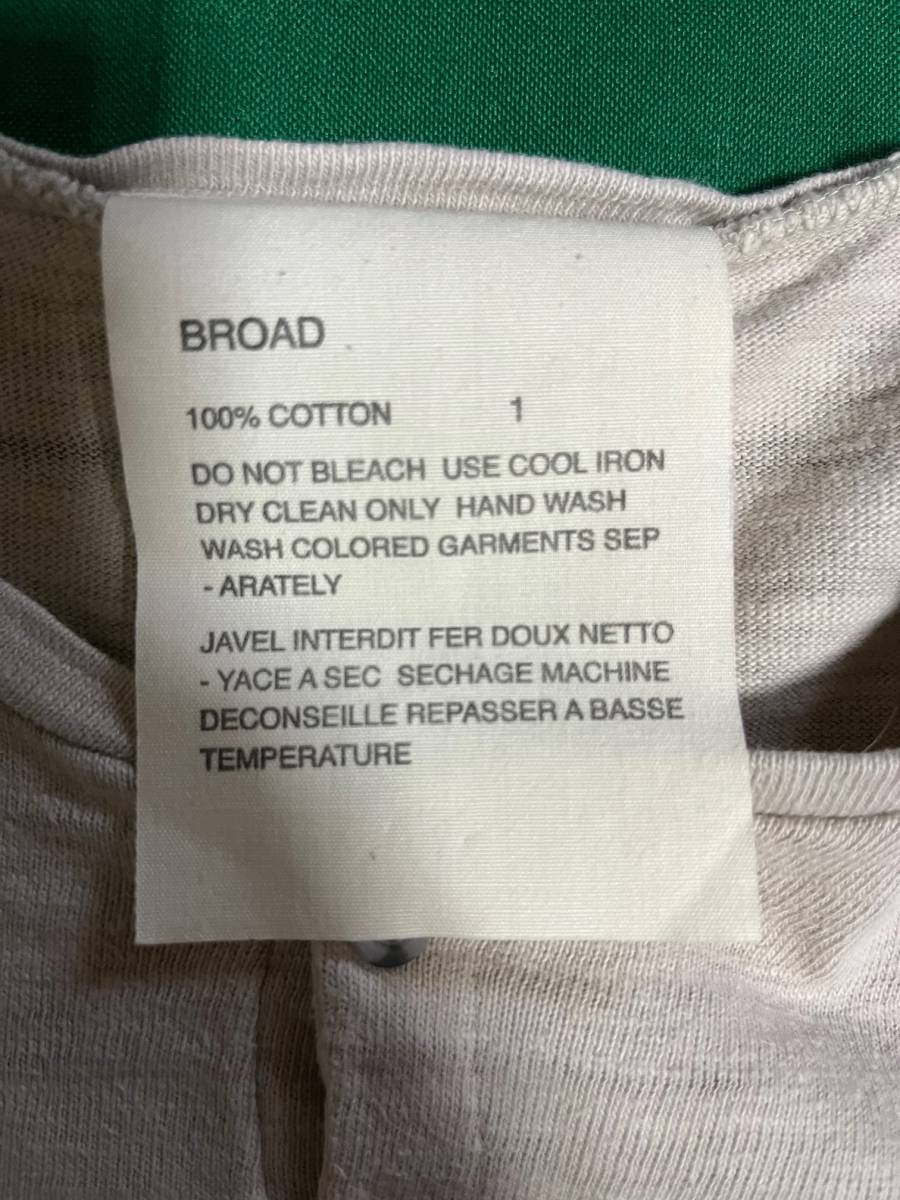 BROAD
100% COTTON 1
DO NOT BLEACH USE COOL IRON
DRY CLEAN ONLY HAND WASH
WASH COLORED GARMENTS SEP
- ARATELY
JAVEL INTERDIT FER DOUX NETTO
- YACE A SEC SECHAGE MACHINE
DECONSEILLE REPASSER A BASSE
TEMPERATURE